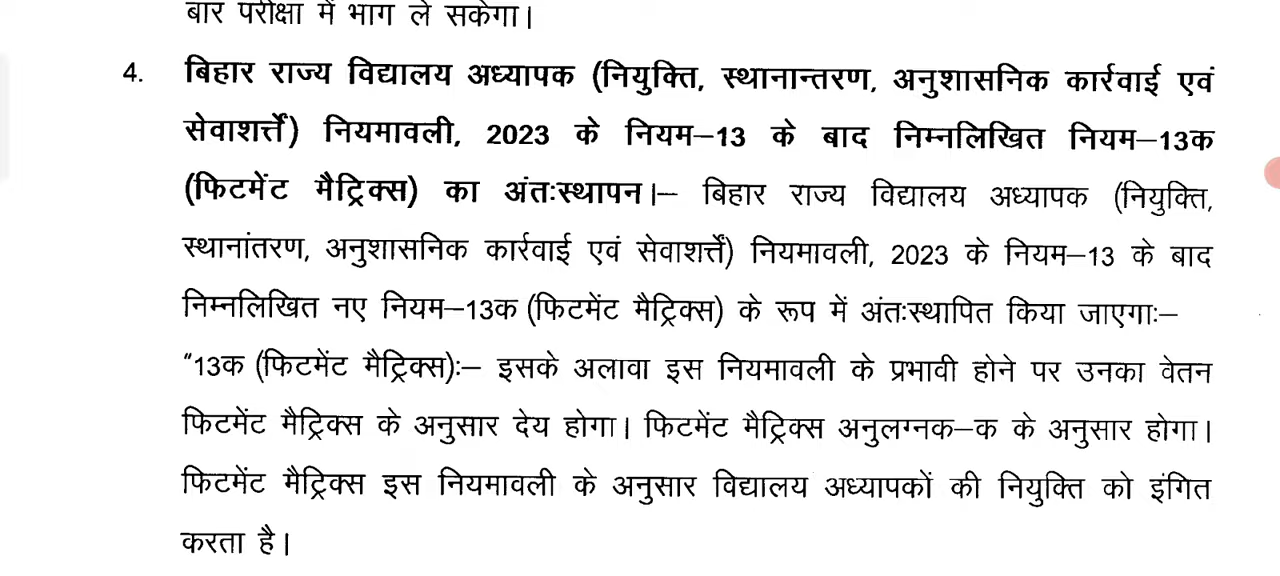 बार परीक्षा में भाग ले सकेगा।
4. बिहार राज्य विद्यालय अध्यापक (नियुक्ति, स्थानान्तरण, अनुशासनिक कार्रवाई एवं
सेवाशर्त्तें) नियमावली, 2023 के नियम–13 के बाद निम्नलिखित नियम–13क
(फिटमेंट मैट्रिक्स) का अंतःस्थापन।– बिहार राज्य विद्यालय अध्यापक (नियुक्ति,
स्थानांतरण, अनुशासनिक कार्रवाई एवं सेवाशर्त्तें) नियमावली, 2023 के नियम–13 के बाद
निम्नलिखित नए नियम–13क (फिटमेंट मैट्रिक्स) के रूप में अंतःस्थापित किया जाएगाः–
“13क (फिटमेंट मैट्रिक्स):– इसके अलावा इस नियमावली के प्रभावी होने पर उनका वेतन
फिटमेंट मैट्रिक्स के अनुसार देय होगा। फिटमेंट मैट्रिक्स अनुलग्नक–क के अनुसार होगा।
फिटमेंट मैट्रिक्स इस नियमावली के अनुसार विद्यालय अध्यापकों की नियुक्ति को इंगित
करता है।